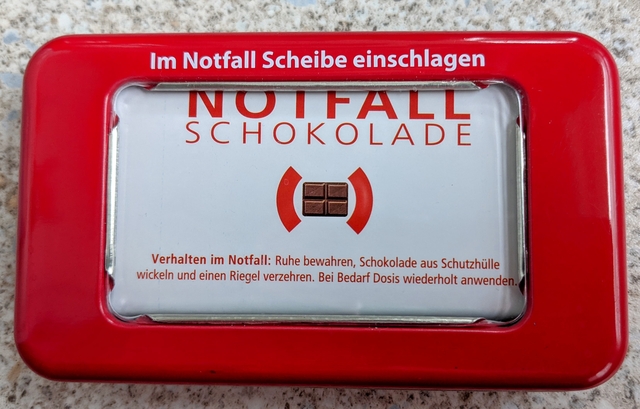 Im Notfall Scheibe einschlagen
NOTFALL
SCHOKOLADE
Verhalten im Notfall: Ruhe bewahren, Schokolade aus Schutzhülle
wickeln und einen Riegel verzehren. Bei Bedarf Dosis wiederholt anwenden.